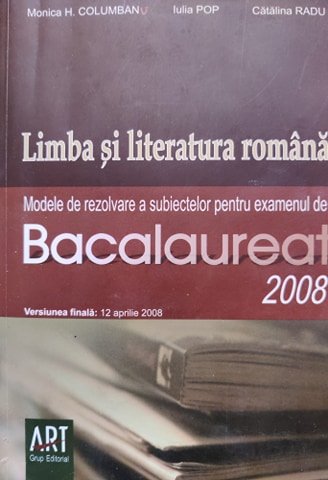 Monica H. COLUMBANU Iulia POP Cătălina RADU
Limba și literatura română
Modele de rezolvare a subiectelor pentru examenul de
Bacalaureat
2008
Versiunea finală: 12 aprilie 2008
ART
Grup Editorial